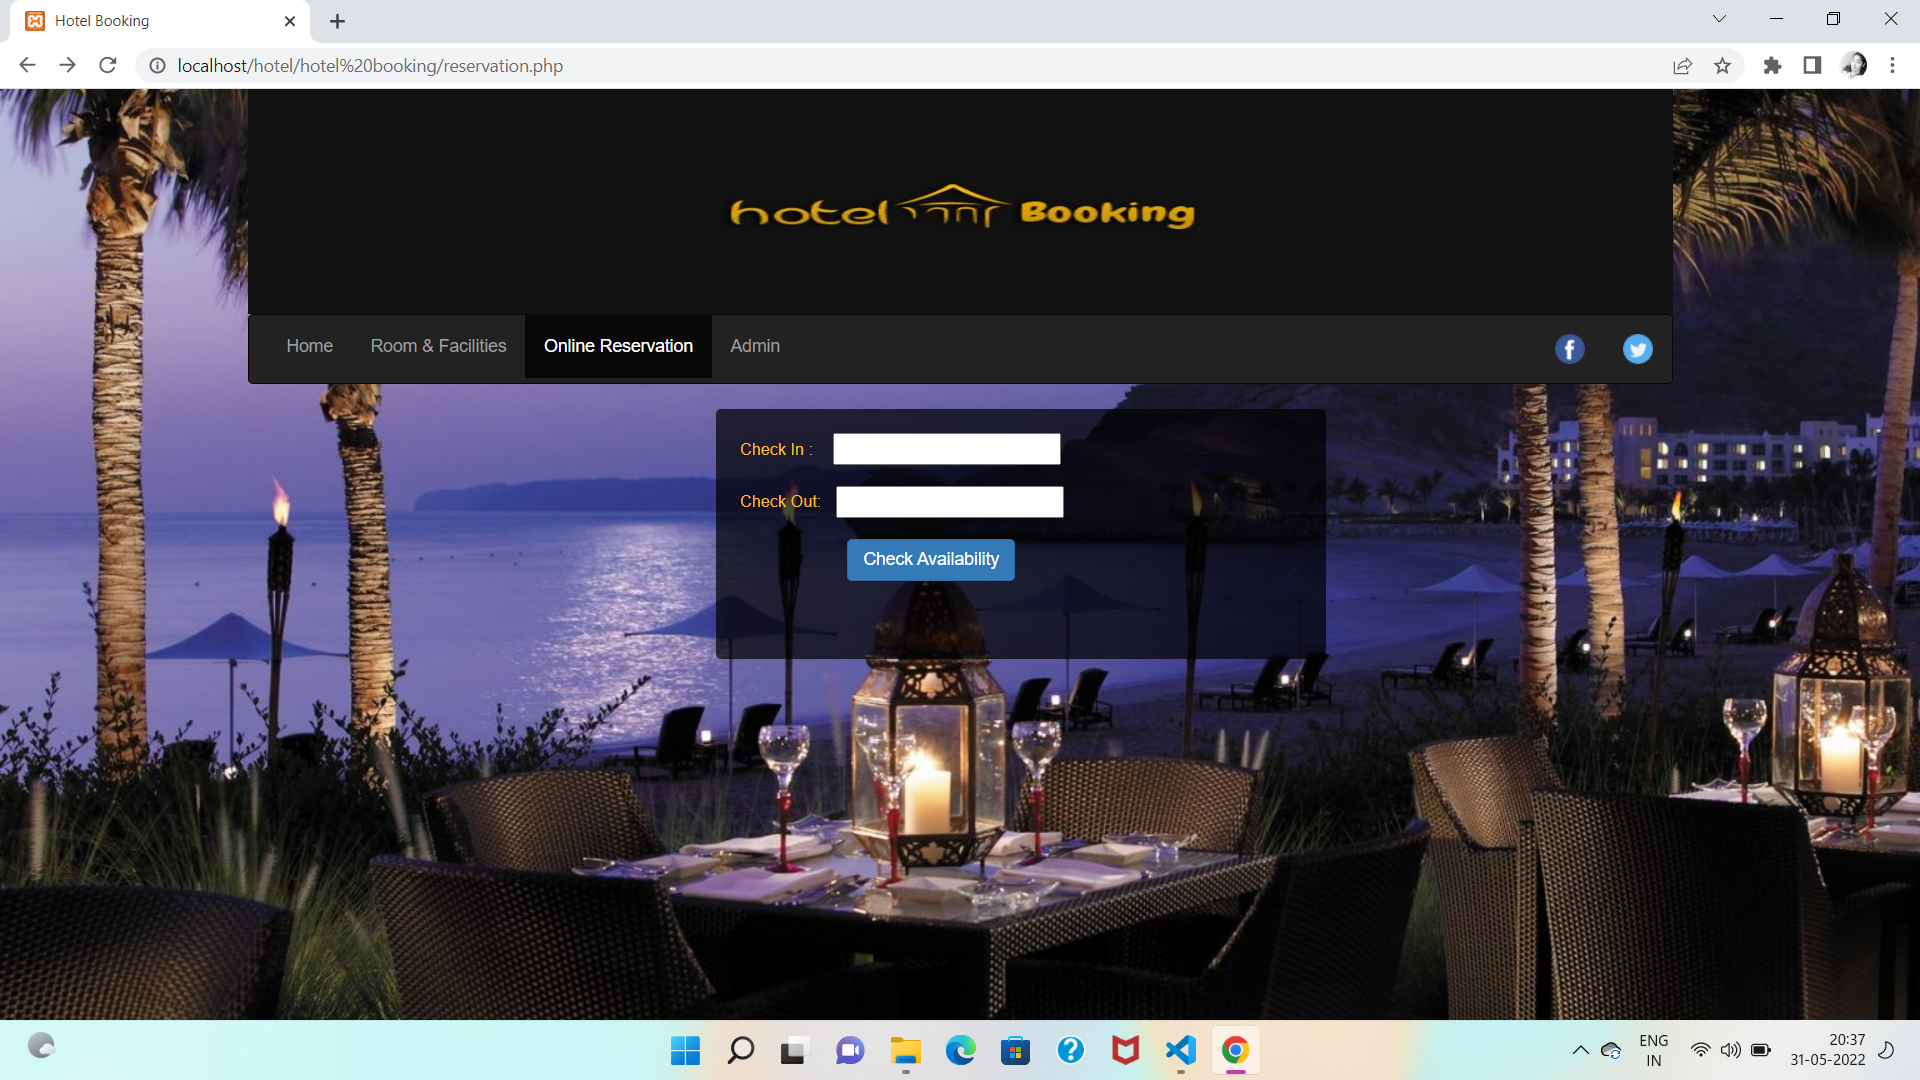 Hotel Booking
localhost/hotel/hotel%20booking/reservation.php
hotel Booking
Home Room & Facilities Online Reservation Admin
Check In :
Check Out:
Check Availability
ENG
IN
20:37
31-05-2022